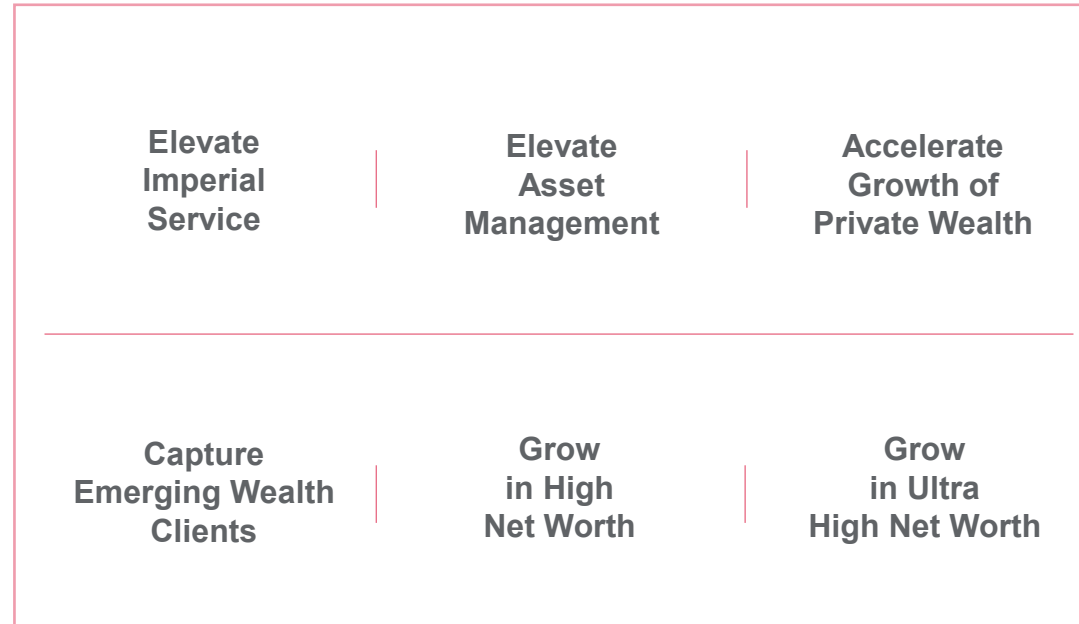 Elevate
Imperial
Service
Elevate
Asset
Management
Accelerate
Growth of
Private Wealth
Capture
Emerging Wealth
Clients
Grow
in High
Net Worth
Grow
in Ultra
High Net Worth